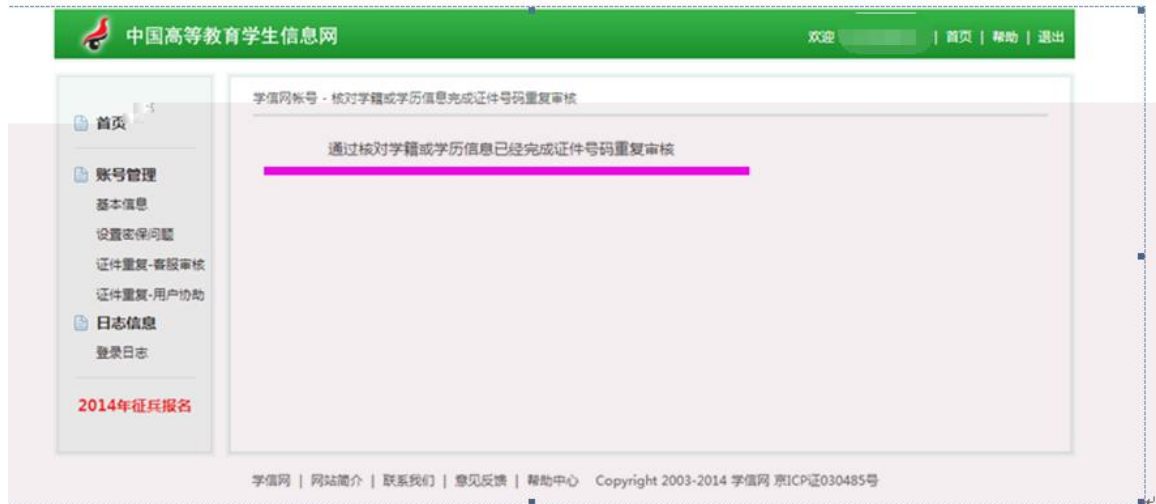 中国高等教育学生信息网
欢迎 | 首页 | 帮助 | 退出
首页
账号管理
基本信息
设置密保问题
证件重复-客服审核
证件重复-用户协助
日志信息
登录日志
2014年征兵报名
学信网帐号 - 核对学籍或学历信息完成证件号码重复审核
通过核对学籍或学历信息已经完成证件号码重复审核
学信网 | 网站简介 | 联系我们 | 意见反馈 | 帮助中心 Copyright 2003-2014 学信网 京ICP证030485号